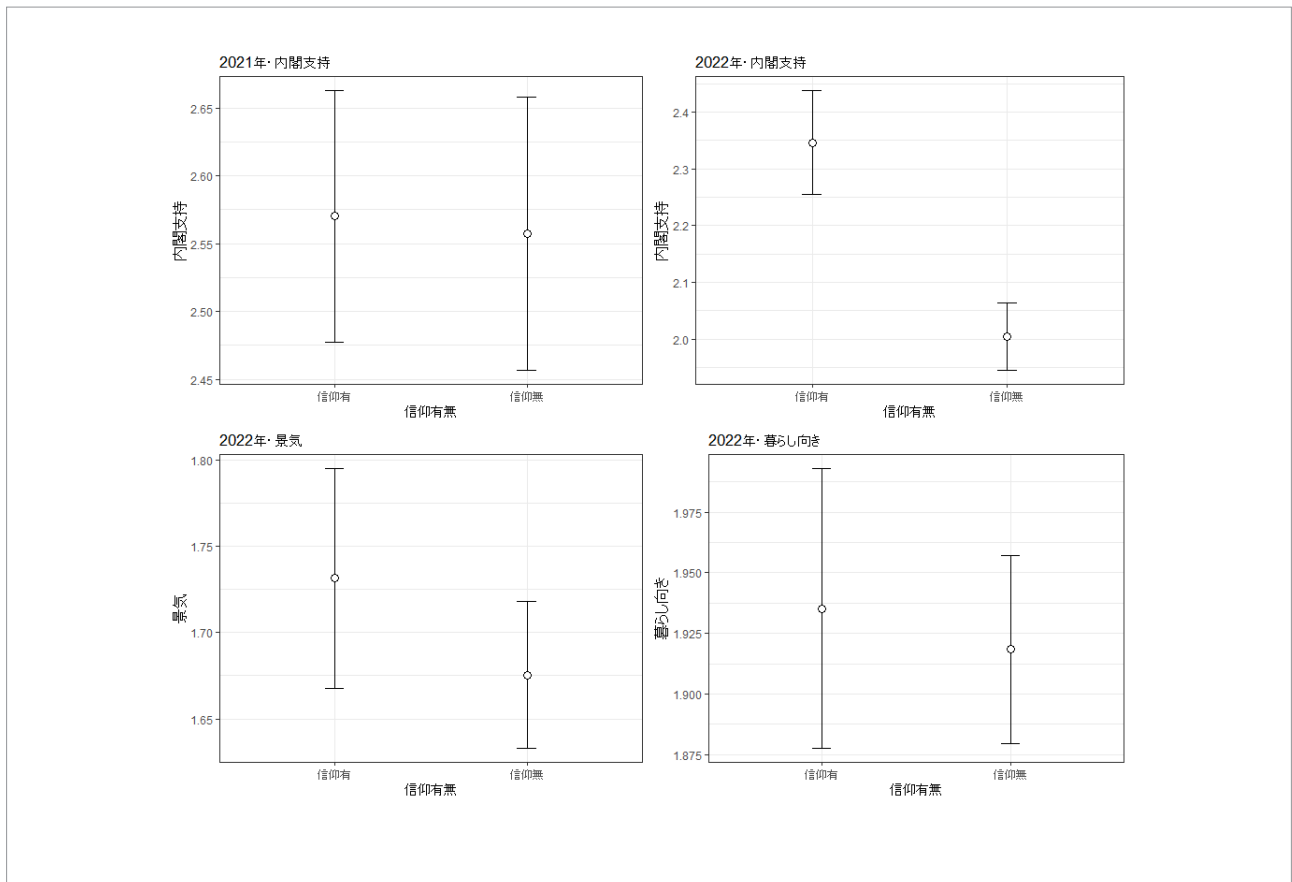 2021年・内閣支持
内閣支持
2.65
2.60
2.55
2.50
2.45
信仰有
信仰無
信仰有無
2022年・内閣支持
内閣支持
2.4
2.3
2.2
2.1
2.0
信仰有
信仰無
信仰有無
2022年・景気
景気
1.80
1.75
1.70
1.65
信仰有
信仰無
信仰有無
2022年・暮らし向き
暮らし向き
1.975
1.950
1.925
1.900
1.875
信仰有
信仰無
信仰有無